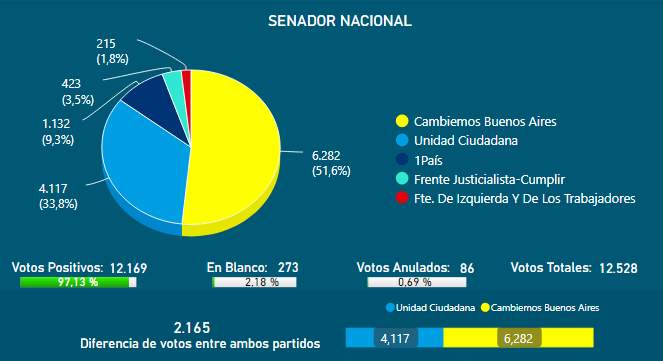 SENADOR NACIONAL
215
(1,8%)
423
(3,5%)
1.132
(9,3%)
4.117
(33,8%)
6.282
(51,6%)
Cambiemos Buenos Aires
Unidad Ciudadana
1País
Frente Justicialista-Cumplir
Fte. De Izquierda Y De Los Trabajadores
Votos Positivos: 12.169
97,13 %
En Blanco: 273
2,18 %
Votos Anulados: 86
0,69 %
Votos Totales: 12.528
Unidad Ciudadana Cambiemos Buenos Aires
2.165
Diferencia de votos entre ambos partidos
4,117 6,282